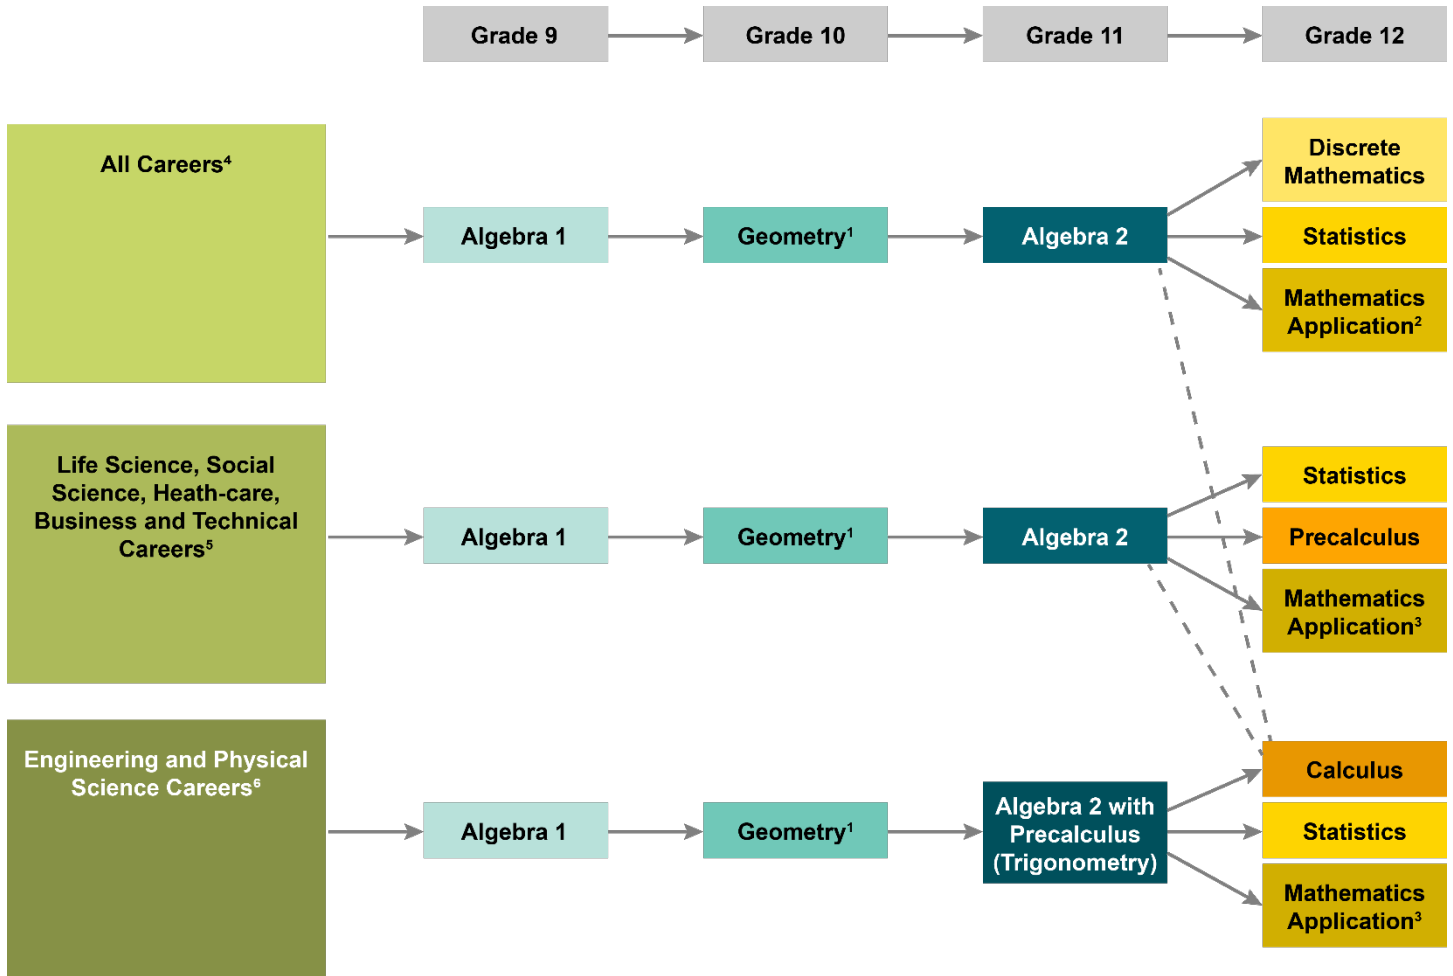 Grade 9
Grade 10
Grade 11
Grade 12
All Careers⁴
Algebra 1
Geometry¹
Algebra 2
Discrete
Mathematics
Statistics
Mathematics
Application²
Life Science, Social
Science, Heath-care,
Business and Technical
Careers⁵
Algebra 1
Geometry¹
Algebra 2
Statistics
Precalculus
Mathematics
Application³
Engineering and Physical
Science Careers⁶
Algebra 1
Geometry¹
Algebra 2 with
Precalculus
(Trigonometry)
Calculus
Statistics
Mathematics
Application³